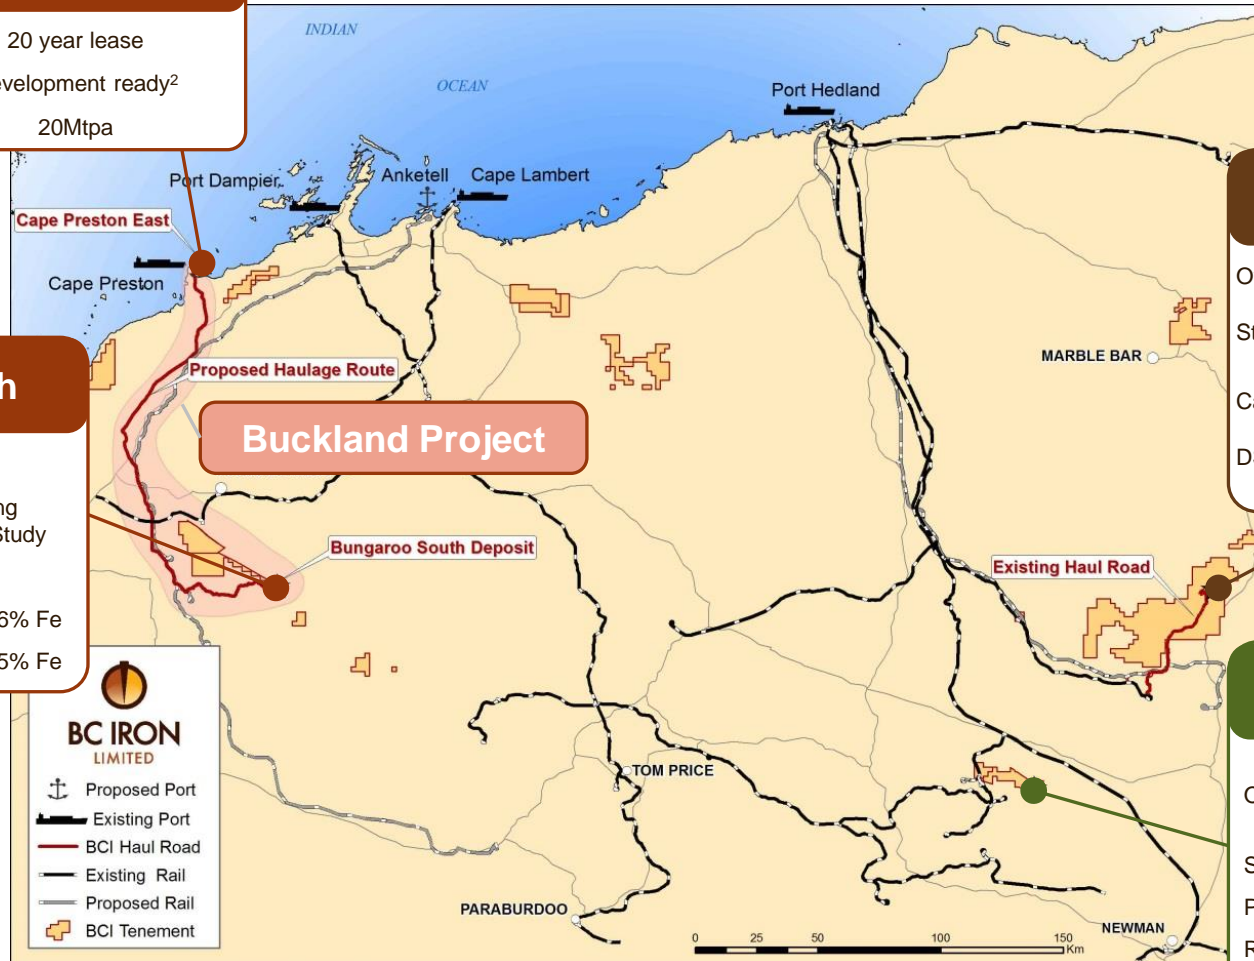 20 year lease
evelopment ready2
20Mtpa
INDIAN
OCEAN
Port Hedland
Port Dampier
Anketell
Cape Lambert
Cape Preston East
Cape Preston
MARBLE BAR
Proposed Haulage Route
Buckland Project
h
ng
Study
6% Fe
5% Fe
Bungaroo South Deposit
Existing Haul Road
O
St
Ca
D
BC IRON
LIMITED
Proposed Port
Existing Port
BCI Haul Road
Existing Rail
Proposed Rail
BCI Tenement
TOM PRICE
PARABURDOO
NEWMAN
0 25 50 100 150
Km
S
P
R